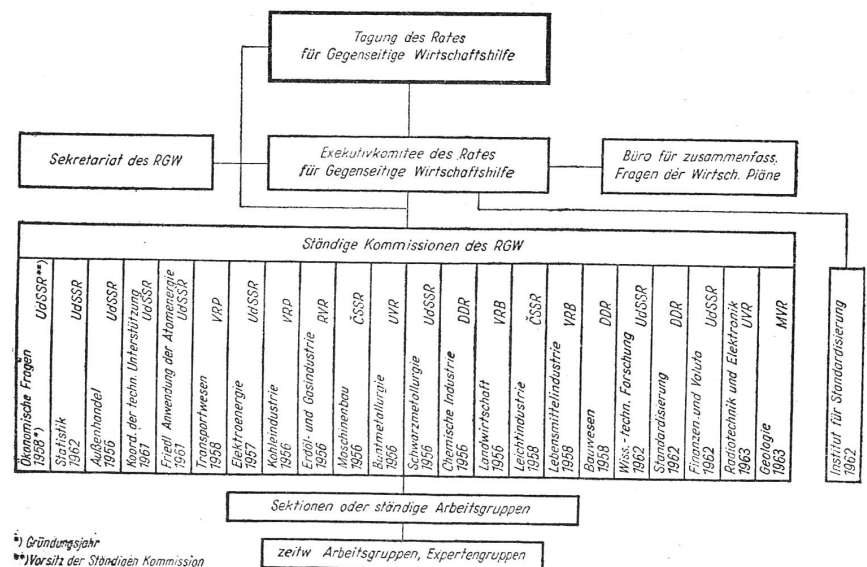 Tagung des Rates
für Gegenseitige Wirtschaftshilfe
Sekretariat des RGW
Exekutivkomitee des Rates
für Gegenseitige Wirtschaftshilfe
Büro für zusammenfass.
Fragen der Wirtsch. Pläne
Ständige Kommissionen des RGW
Ökonomische Fragen UdSSR**)
1958*)
Statistik UdSSR
1962
Außenhandel UdSSR
1956
Koord. der techn. Unterstützung
1961 UdSSR
Friedl. Anwendung der Atomenergie
1961 UdSSR
Transportwesen VRP
1958
Elektroenergie UdSSR
1957
Kohleindustrie VRP
1956
Erdöl- und Gasindustrie RVR
1956
Maschinenbau ČSSR
1956
Buntmetallurgie UVR
1956
Schwarzmetallurgie UdSSR
1956
Chemische Industrie DDR
1956
Landwirtschaft VRB
1956
Leichtindustrie ČSSR
1958
Lebensmittelindustrie VRB
1958
Bauwesen DDR
1958
Wiss.-techn. Forschung UdSSR
1962
Standardisierung DDR
1962
Finanzen und Valuta UdSSR
1962
Radiotechnik und Elektronik
1963 UVR
Geologie MVR
1963
Institut für Standardisierung
1962
Sektionen oder ständige Arbeitsgruppen
zeitw Arbeitsgruppen, Expertengruppen
*) Gründungsjahr
**) Vorsitz der Ständigen Kommission